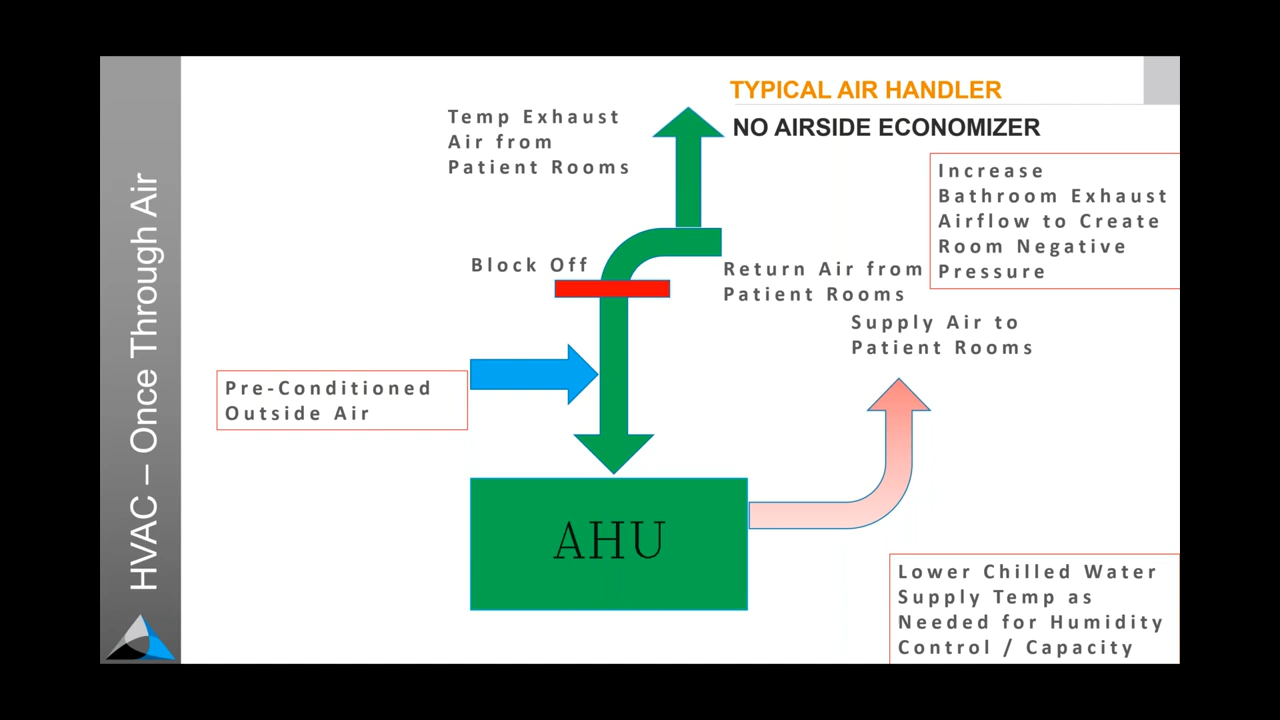 HVAC – Once Through Air
TYPICAL AIR HANDLER
NO AIRSIDE ECONOMIZER
Temp Exhaust
Air from
Patient Rooms
Increase
Bathroom Exhaust
Airflow to Create
Room Negative
Pressure
Block Off
Return Air from
Patient Rooms
Supply Air to
Patient Rooms
Pre-Conditioned
Outside Air
AHU
Lower Chilled Water
Supply Temp as
Needed for Humidity
Control / Capacity